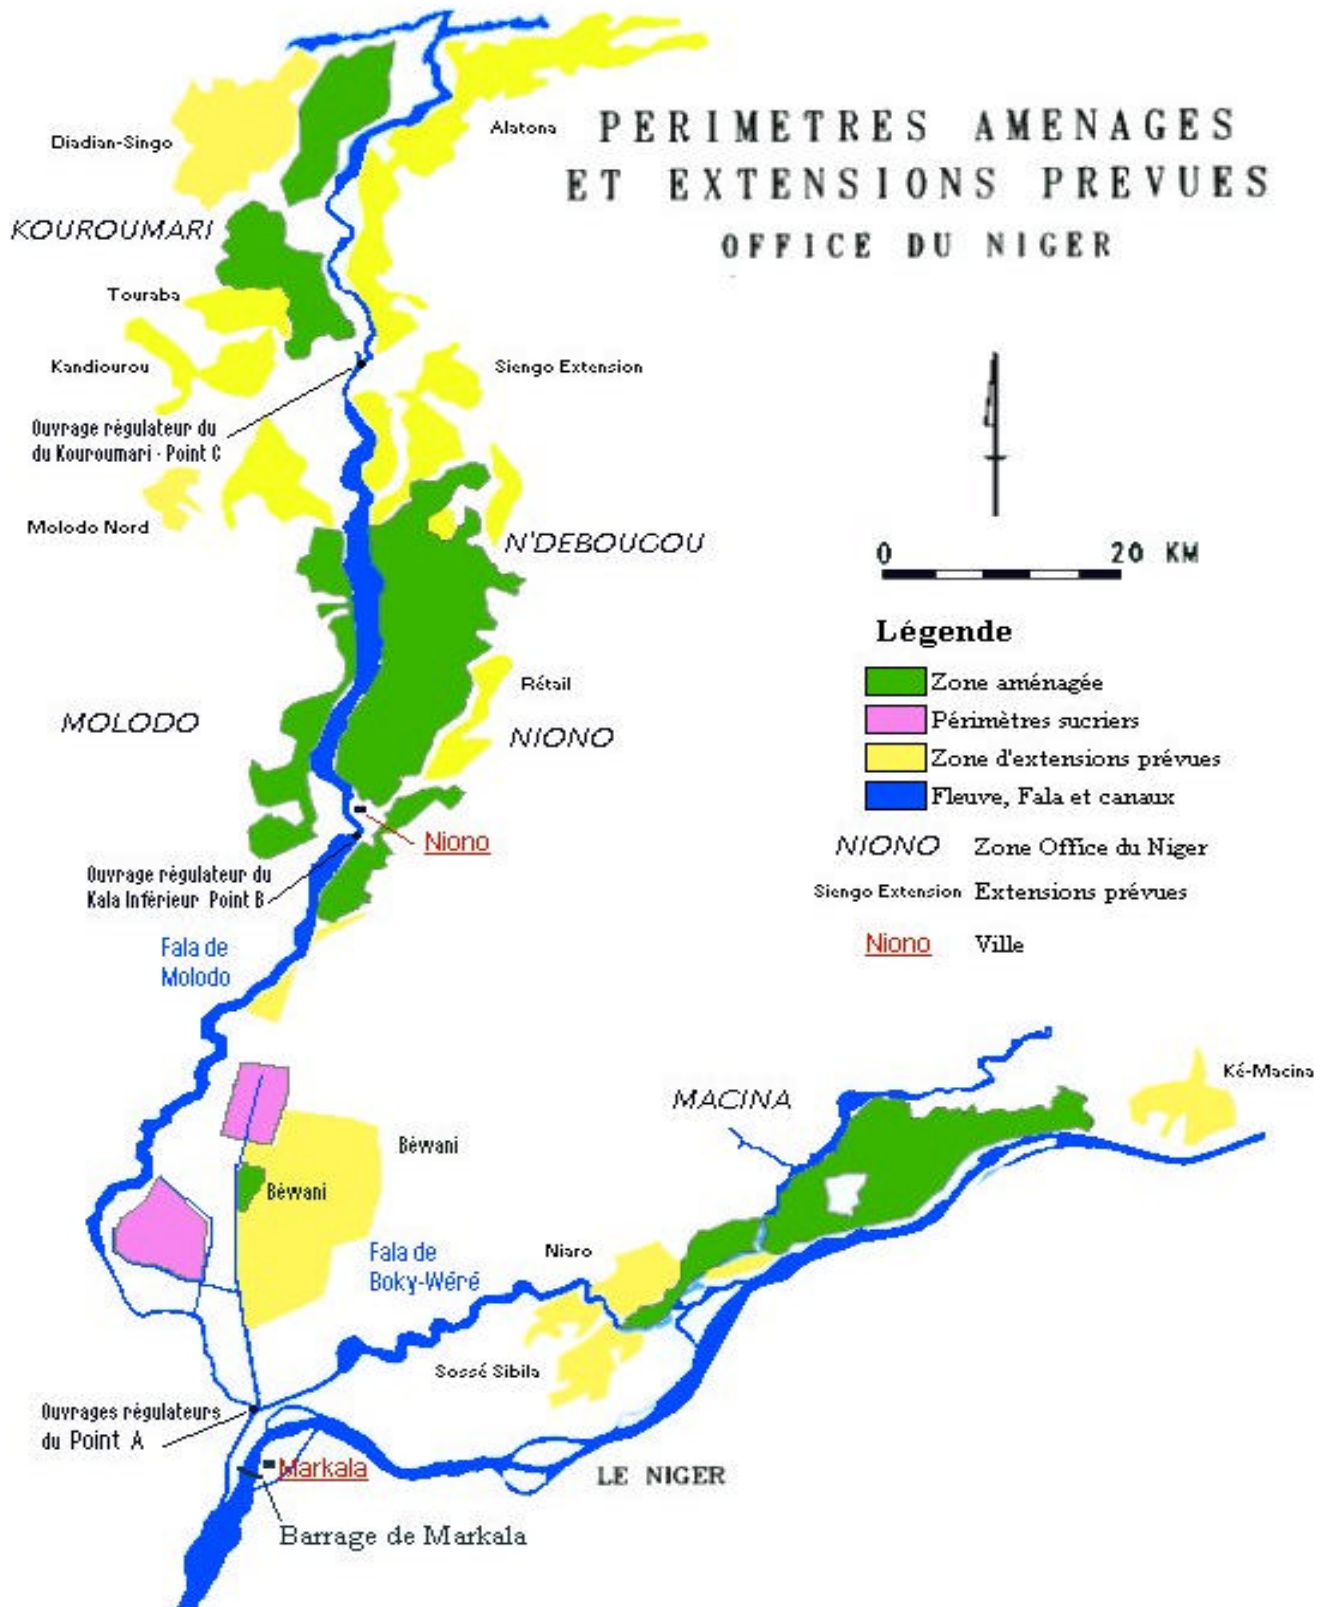 PERIMETRES AMENAGES
ET EXTENSIONS PREVUES
OFFICE DU NIGER
Diadian-Singo
Alatona
KOUROUMARI
Touraba
Kandiourou
Siengo Extension
Ouvrage régulateur du
du Kouroumari - Point C
Molodo Nord
N'DEBOUGOU
0 20 KM
Légende
Zone aménagée
Périmètres sucriers
Zone d'extensions prévues
Fleuve, Fala et canaux
NIONO Zone Office du Niger
Siengo Extension Extensions prévues
Niono Ville
Rétail
MOLODO
NIONO
Niono
Ouvrage régulateur du
Kala Inférieur Point B
Fala de
Molodo
MACINA
Ké-Macina
Béwani
Béwani
Fala de
Boky-Wéré
Niaro
Sossé Sibila
Ouvrages régulateurs
du Point A
Markala
LE NIGER
Barrage de Markala